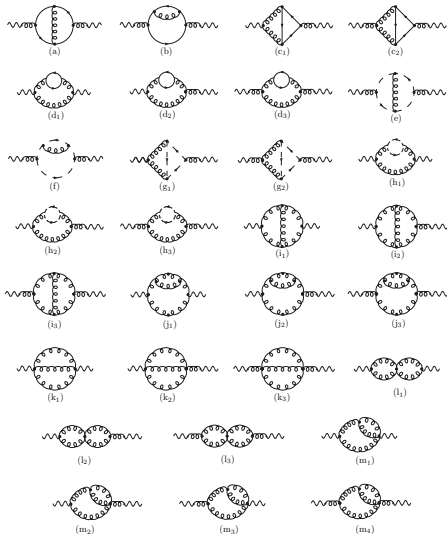 (a) (b) (c₁) (c₂)
(d₁) (d₂) (d₃) (e)
(f) (g₁) (g₂) (h₁)
(h₂) (h₃) (i₁) (i₂)
(i₃) (j₁) (j₂) (j₃)
(k₁) (k₂) (k₃) (l₁)
(l₂) (l₃) (m₁)
(m₂) (m₃) (m₄)